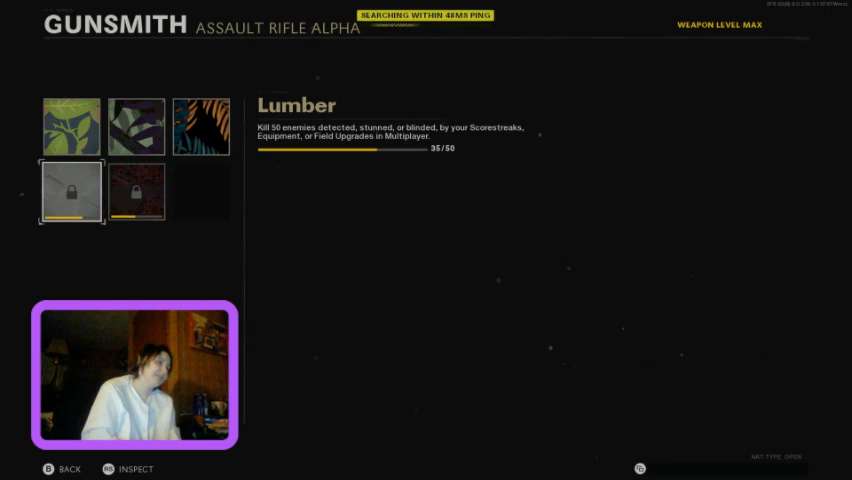 SEARCHING WITHIN 48MS PING
GUNSMITH ASSAULT RIFLE ALPHA
WEAPON LEVEL MAX
Lumber
Kill 50 enemies detected, stunned, or blinded, by your Scorestreaks,
Equipment, or Field Upgrades in Multiplayer.
35/50
NAT TYPE: OPEN
B BACK RS INSPECT